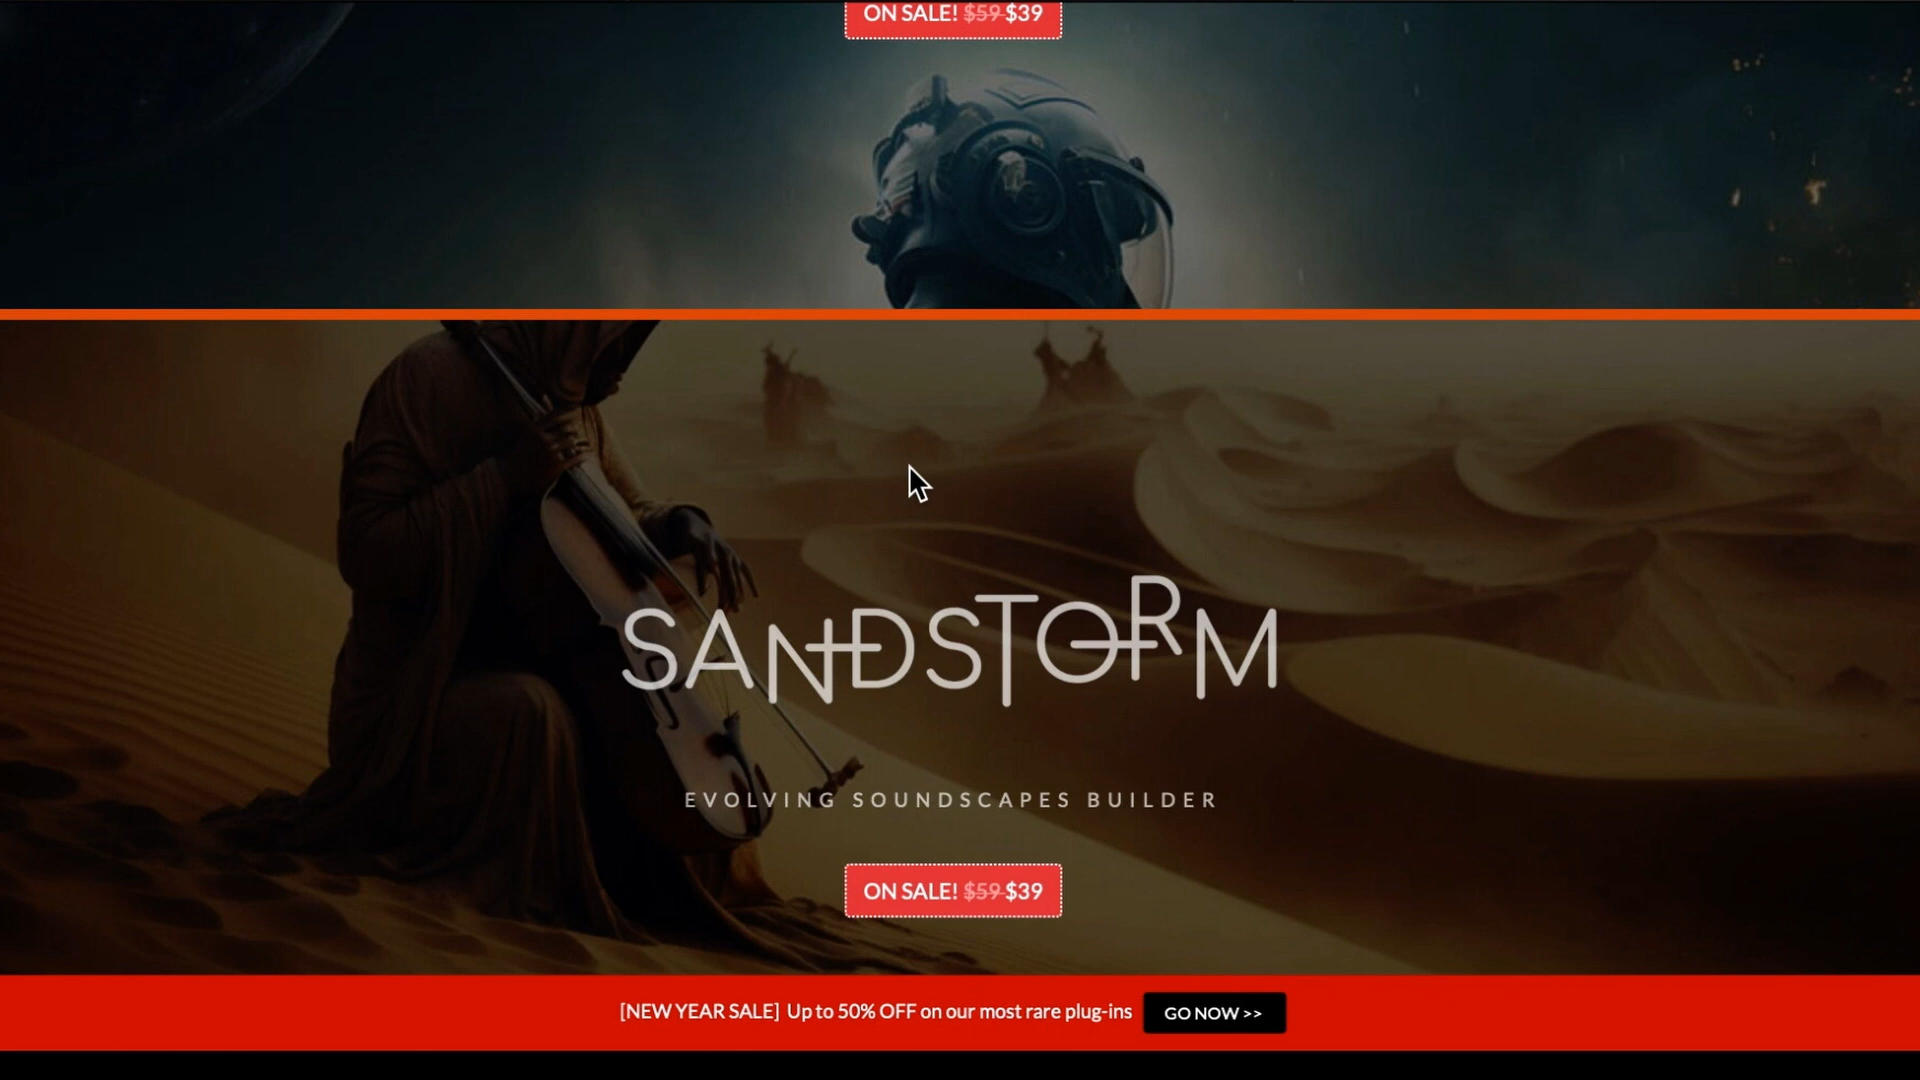 ON SALE! $59 $39
SANDSTORM
EVOLVING SOUNDSCAPES BUILDER
ON SALE! $59 $39
[NEW YEAR SALE] Up to 50% OFF on our most rare plug-ins GO NOW >>